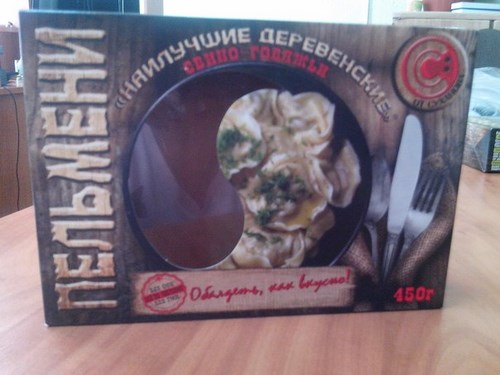 ПЕЛЬМЕНИ
«НАИЛУЧШИЕ ДЕРЕВЕНСКИЕ»
СВИНО-ГОВЯЖЬИ
Обалдеть, как вкусно!
450г